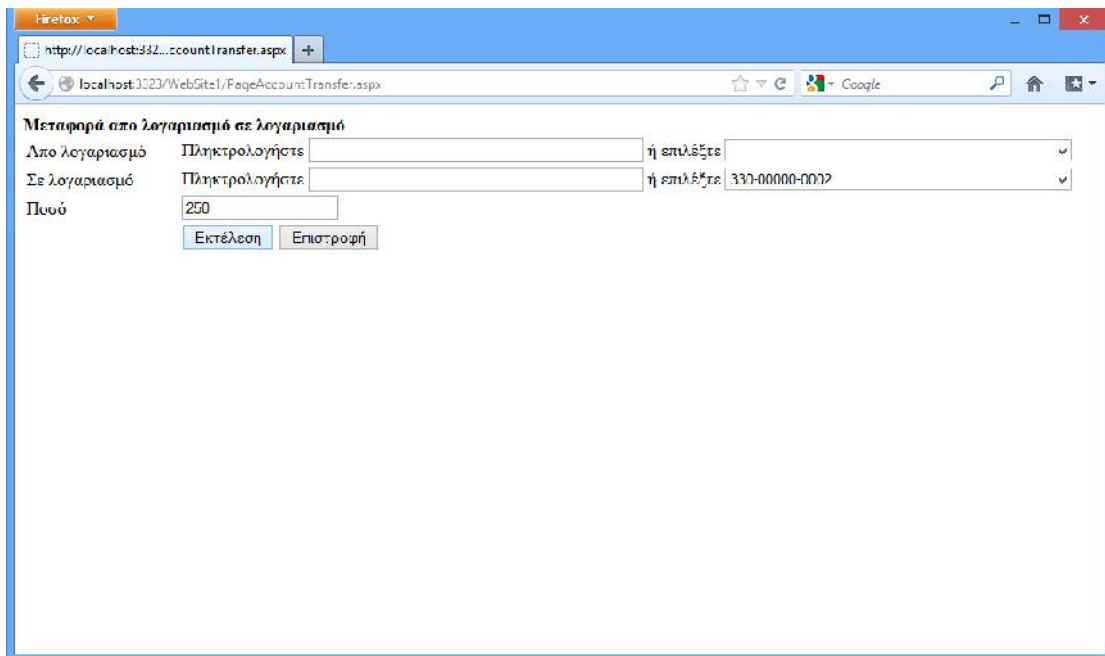 Firefox
http://localhost:332...ccountTransfer.aspx
localhost:3323/WebSite1/PageAccountTransfer.aspx Google
Μεταφορά απο λογαριασμό σε λογαριασμό
Απο λογαριασμό Πληκτρολογήστε ή επιλέξτε
Σε λογαριασμό Πληκτρολογήστε ή επιλέξτε 330-00000-0002
Ποσό 250
Εκτέλεση Επιστροφή